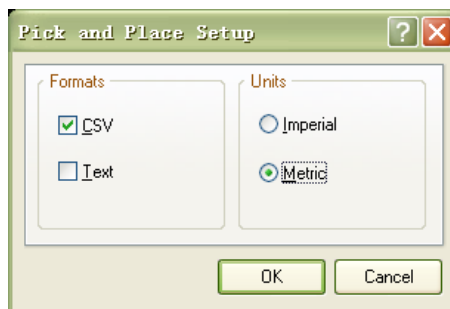 Pick and Place Setup
Formats
CSV
Text
Units
Imperial
Metric
OK
Cancel